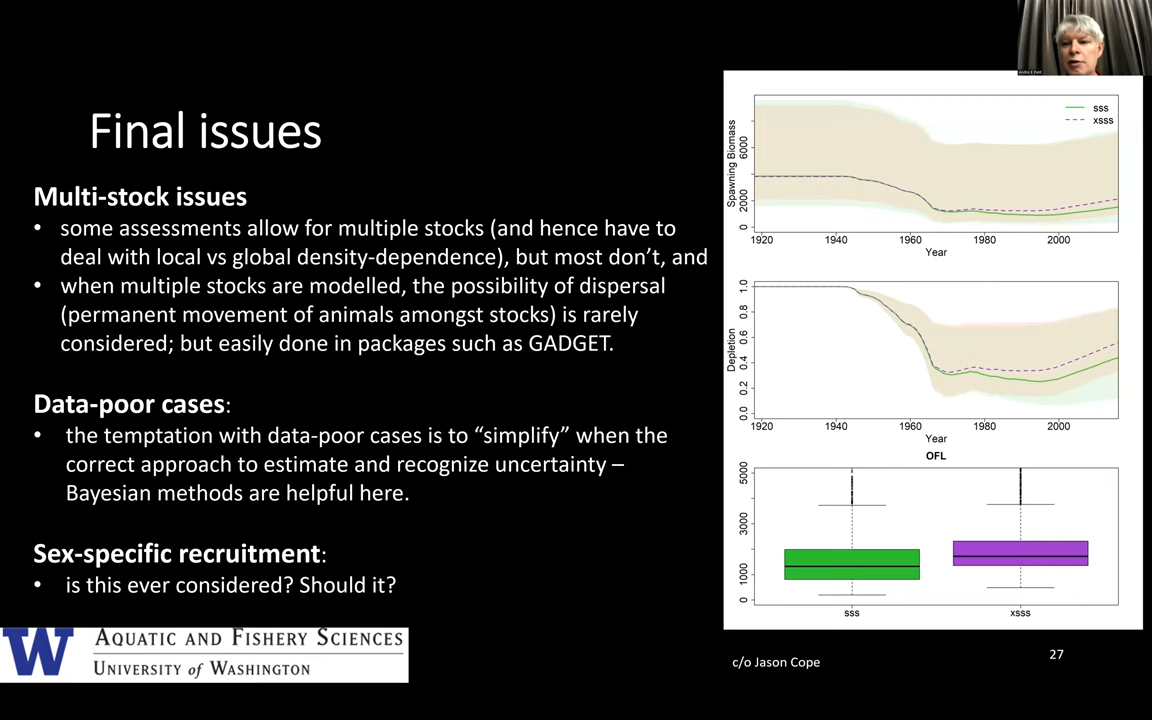 Final issues
Multi-stock issues
• some assessments allow for multiple stocks (and hence have to
deal with local vs global density-dependence), but most don’t, and
• when multiple stocks are modelled, the possibility of dispersal
(permanent movement of animals amongst stocks) is rarely
considered; but easily done in packages such as GADGET.
Data-poor cases:
• the temptation with data-poor cases is to “simplify” when the
correct approach to estimate and recognize uncertainty –
Bayesian methods are helpful here.
Sex-specific recruitment:
• is this ever considered? Should it?
W
AQUATIC AND FISHERY SCIENCES
UNIVERSITY of WASHINGTON
Andre E Punt
sss
xsss
Spawning Biomass
6000
2000
0
1920 1940 1960 1980 2000
Year
Depletion
1.0
0.8
0.6
0.4
0.2
0.0
1920 1940 1960 1980 2000
Year
OFL
5000
3000
1000
0
sss xsss
c/o Jason Cope
27